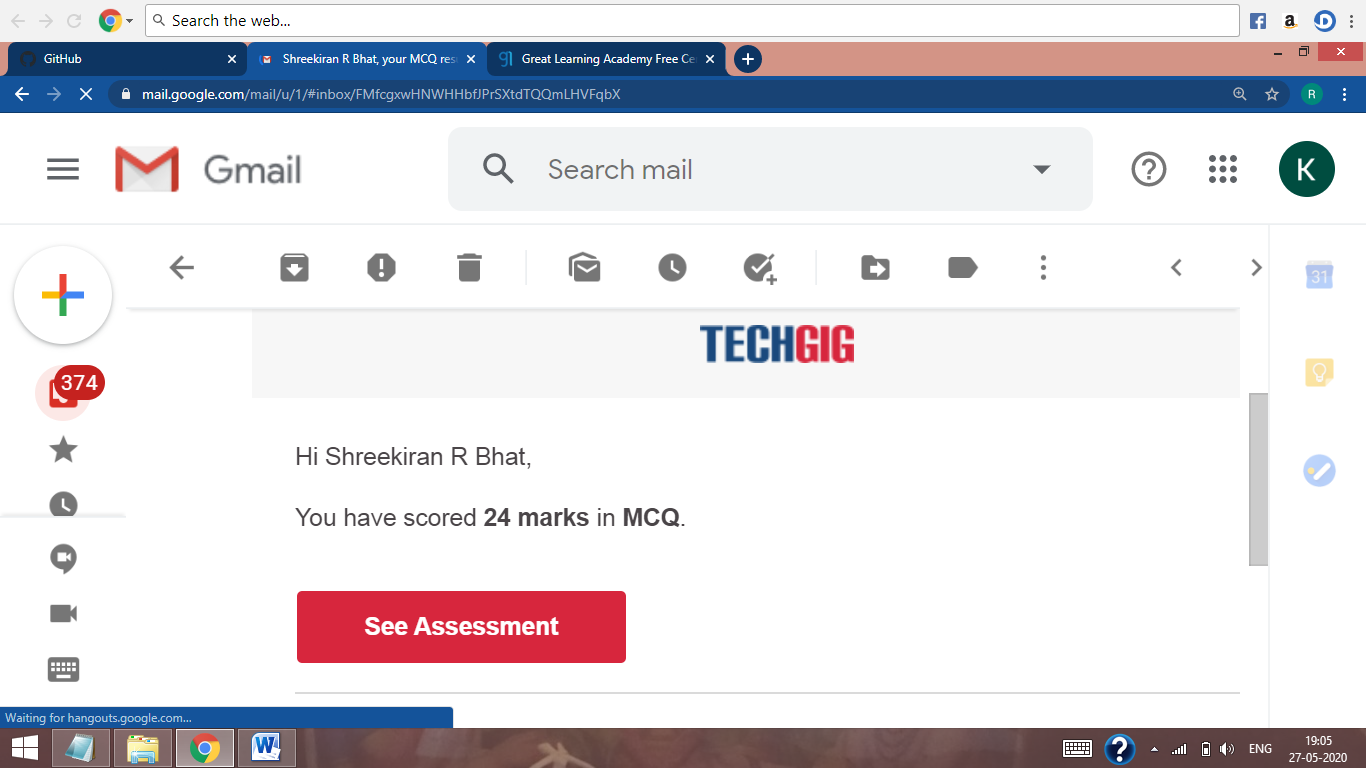 Search the web...
GitHub
Shreekiran R Bhat, your MCQ res
Great Learning Academy Free Ce
mail.google.com/mail/u/1/#inbox/FMfcgxwHNWHHbfJPrSXtdTQQmLHVFqbX
R
Gmail
Search mail
K
31
TECHGIG
374
Hi Shreekiran R Bhat,
You have scored 24 marks in MCQ.
See Assessment
Waiting for hangouts.google.com...
ENG
19:05
27-05-2020